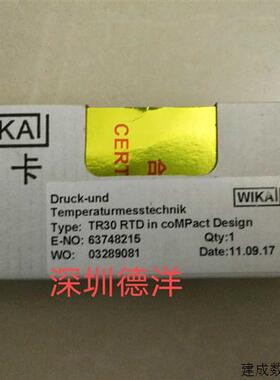 KA
卡
CERT
合
WIKA
Druck-und
Temperaturmesstechnik
Type: TR30 RTD in coMPact Design
E-NO: 63748215 Qty:1
WO: 03289081 Date:11.09.17
深圳德洋
建成数